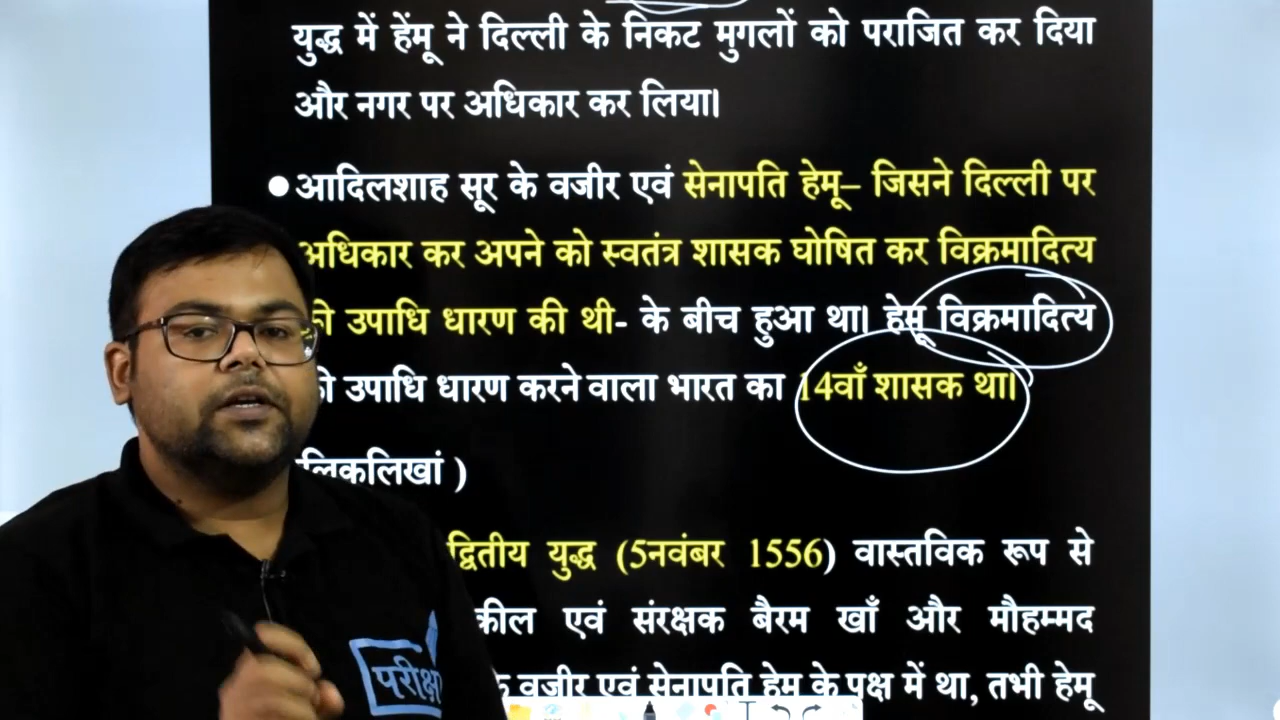 युद्ध में हेंमू ने दिल्ली के निकट मुगलों को पराजित कर दिया
और नगर पर अधिकार कर लिया।
● आदिलशाह सूर के वजीर एवं सेनापति हेमू– जिसने दिल्ली पर
अधिकार कर अपने को स्वतंत्र शासक घोषित कर विक्रमादित्य
की उपाधि धारण की थी- के बीच हुआ था। हेमू विक्रमादित्य
उपाधि धारण करने वाला भारत का 14वाँ शासक था।
लिकलिखां )
द्वितीय युद्ध (5नवंबर 1556) वास्तविक रूप से
एवं संरक्षक बैरम खाँ और मौहम्मद
वजीर एवं सेनापति हेमू के पक्ष में था, तभी हेमू
परीक्ष